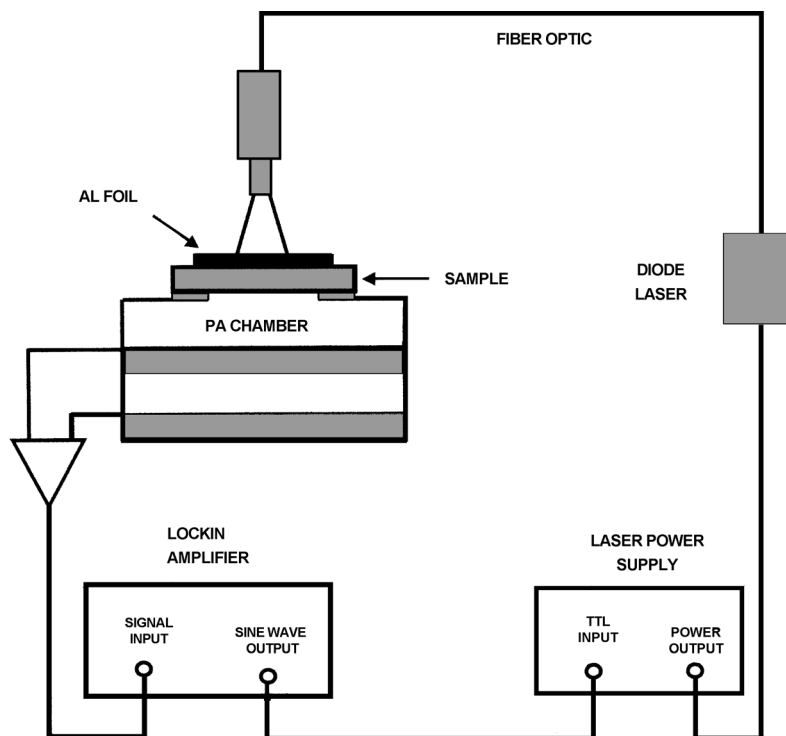 FIBER OPTIC
AL FOIL
SAMPLE
DIODE
LASER
PA CHAMBER
LOCKIN
AMPLIFIER
LASER POWER
SUPPLY
SIGNAL
INPUT
SINE WAVE
OUTPUT
TTL
INPUT
POWER
OUTPUT